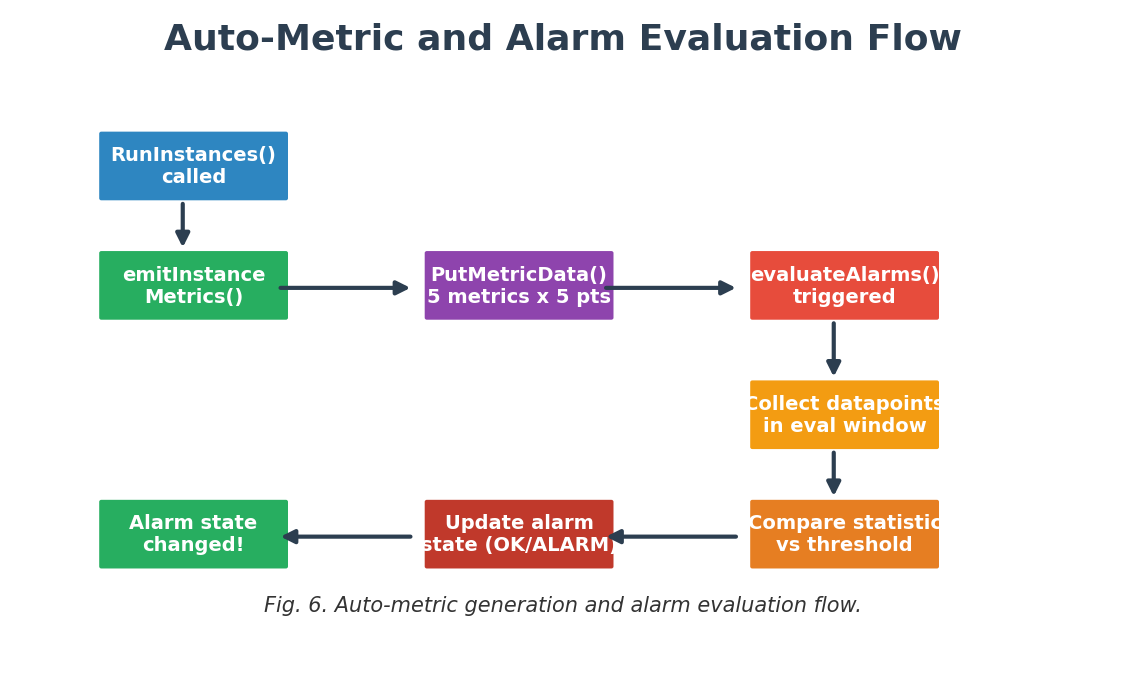 Auto-Metric and Alarm Evaluation Flow
RunInstances()
called
emitInstance
Metrics()
PutMetricData()
5 metrics x 5 pts
evaluateAlarms()
triggered
Collect datapoints
in eval window
Compare statistic
vs threshold
Update alarm
state (OK/ALARM)
Alarm state
changed!
Fig. 6. Auto-metric generation and alarm evaluation flow.